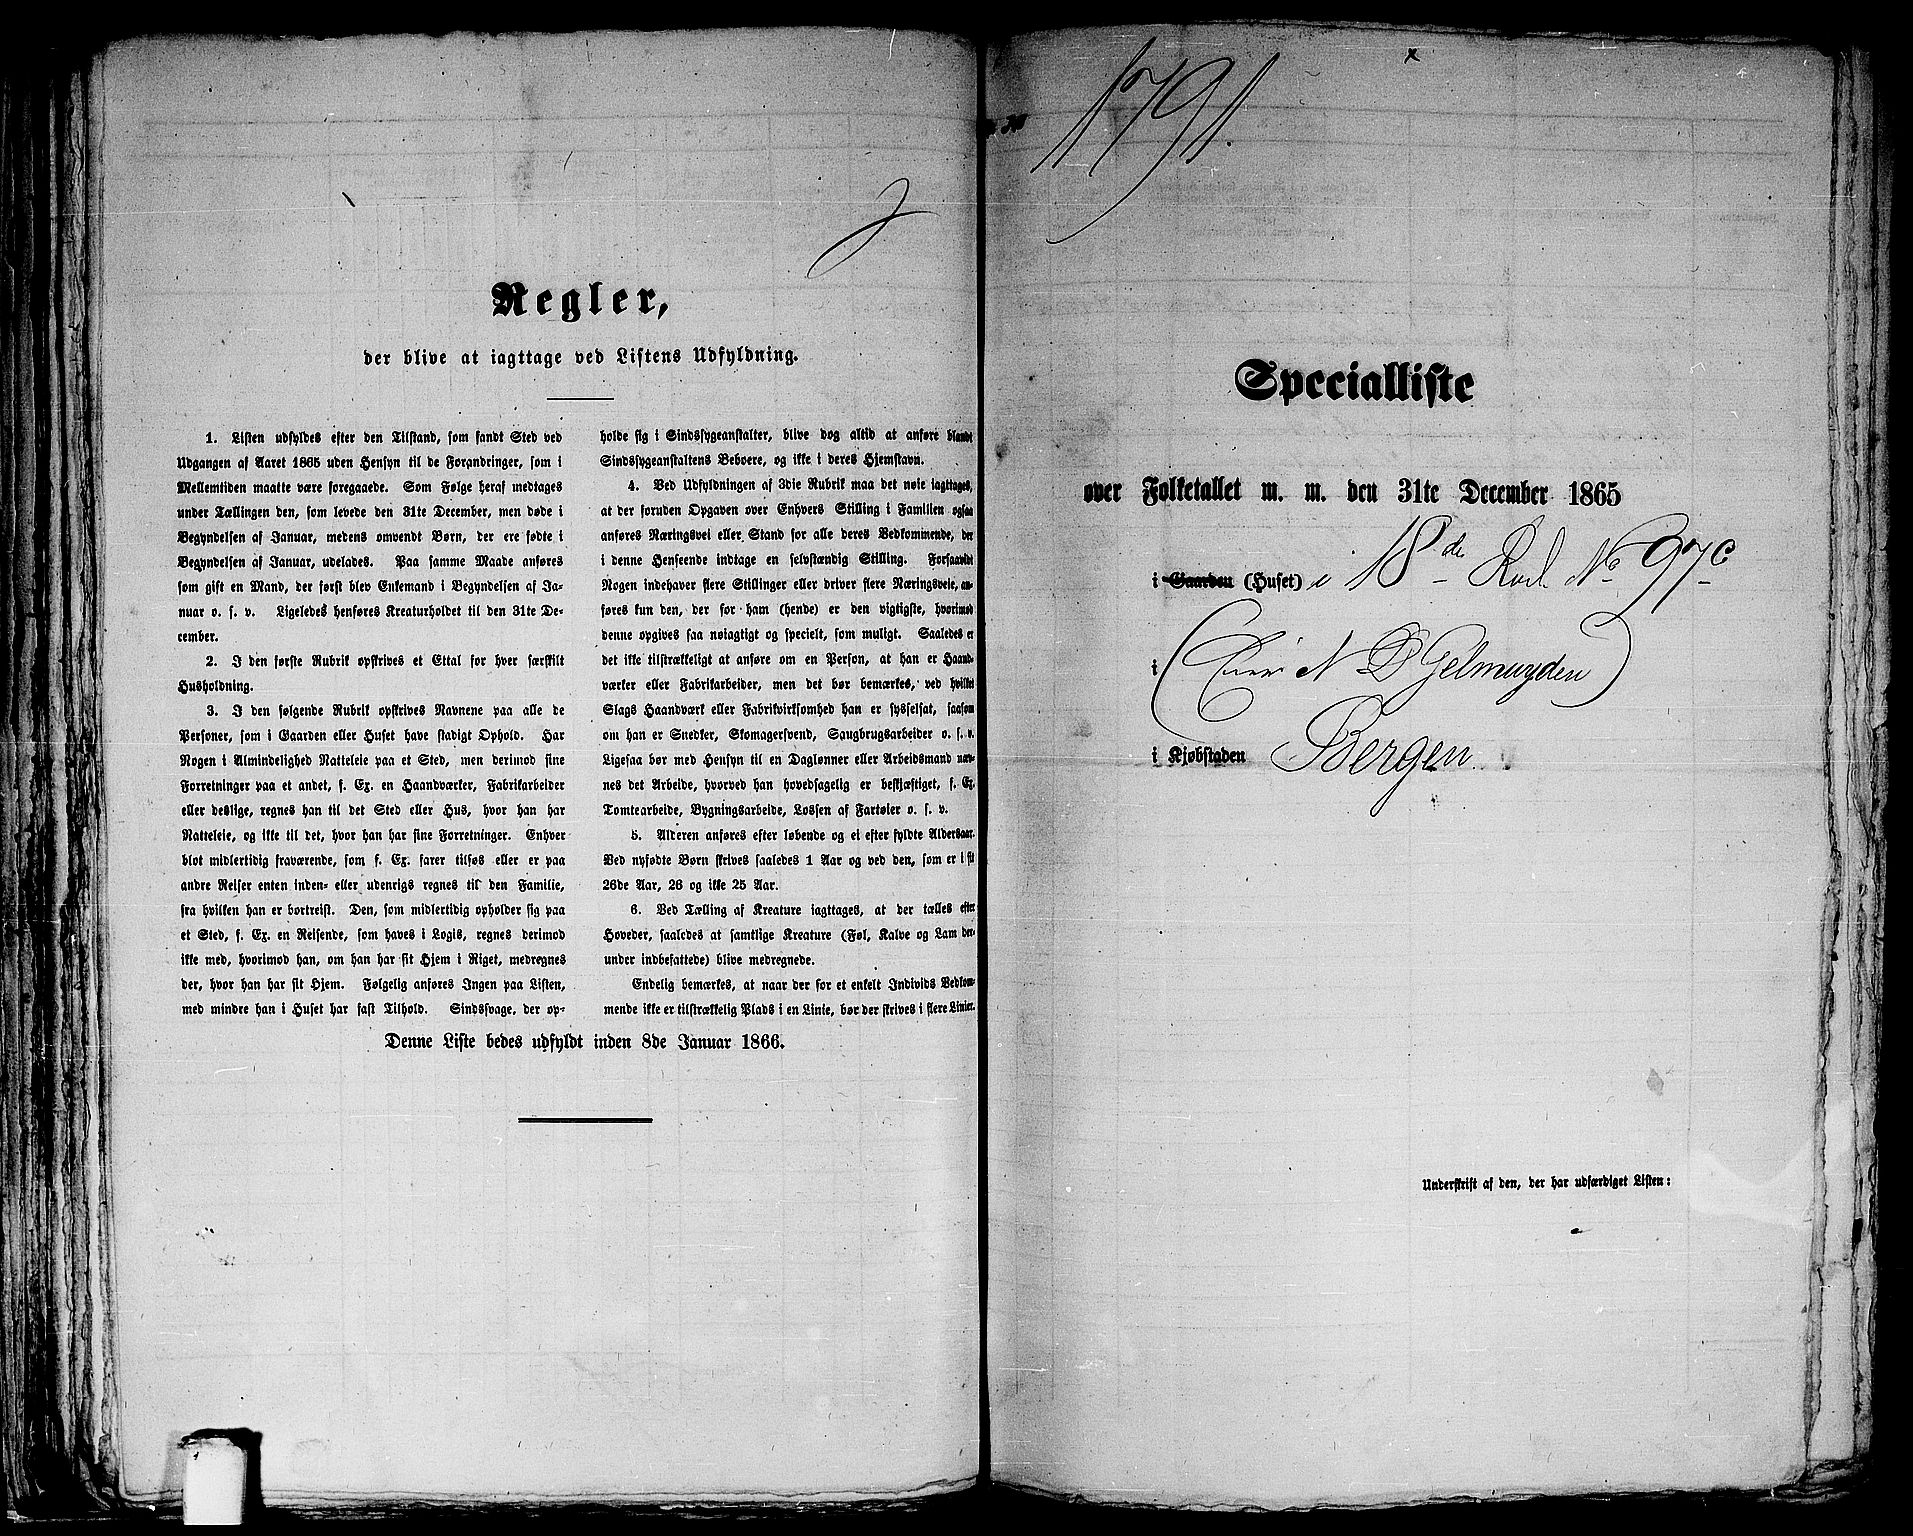 Regler,
der blive at iagttage ved Listens Udfyldning.
1. Listen udfyldes efter den Tilstand, som fandt Sted ved
Udgangen af Aaret 1865 uden Hensyn til de Forandringer, som i
Mellemtiden maatte være foregaaede. Som Følge heraf medtages
under Tællingen den, som levede den 31te December, men døde i
Begyndelsen af Januar, medens omvendt Børn, der ere fødte i
Begyndelsen af Januar, udelades. Paa samme Maade anføres
som gift en Mand, der først blev Enkemand i Begyndelsen af Ja-
nuar o. s. v. Ligeledes henføres Kreaturholdet til den 31te De-
cember.
2. I den første Rubrik opskrives et Ettal for hver særskilt
Husholdning.
3. I den følgende Rubrik opskrives Navnene paa alle de
Personer, som i Gaarden eller Huset have stadigt Ophold. Har
Nogen i Almindelighed Natteleie paa et Sted, men derimod sine
Forretninger paa et andet, f. Ex. en Haandværker, Fabrikarbeider
eller deslige, regnes han til det Sted eller Hus, hvor han har
Natteleie, og ikke til det, hvor han har sine Forretninger. Enhver
blot midlertidig fraværende, som f. Ex. farer tilsøs eller er paa
andre Reiser enten inden- eller udenrigs regnes til den Familie,
fra hvilken han er bortreist. Den, som midlertidig opholder sig paa
et Sted, f. Ex. en Reisende, som haves i Logis, regnes derimod
ikke med, hvorimod han, om han har sit Hjem i Riget, medregnes
der, hvor han har sit Hjem. Følgelig anføres Ingen paa Listen,
med mindre han i Huset har fast Tilhold. Sindssvage, der op-
holde sig i Sindssygeanstalter, blive dog altid at anføre blandt
Sindssygeanstaltens Beboere, og ikke i deres Hjemstavn.
4. Ved Udfyldningen af 3die Rubrik maa det nøie iagttages,
at der foruden Opgaven over Enhvers Stilling i Familien ogsaa
anføres Næringsvei eller Stand for alle deres Vedkommende, der
i denne Henseende indtage en selvstændig Stilling. Forsaavidt
Nogen indehaver flere Stillinger eller driver flere Næringsveie, an-
føres kun den, der for ham (hende) er den vigtigste, hvorimod
denne opgives saa nøiagtigt og specielt, som muligt. Saaledes er
det ikke tilstrækkeligt at anføre om en Person, at han er Haand-
værker eller Fabrikarbeider, men det bør bemærkes, ved hvilket
Slags Haandværk eller Fabrikvirksomhed han er sysselsat, saasom
om han er Snedker, Skomagersvend, Saugbrugsarbeider o. s. v.
Ligesaa bør med Hensyn til en Daglønner eller Arbeidsmand næv-
nes det Arbeide, hvorved han hovedsagelig er beskjæftiget, f. Ex.
Tomtearbeide, Bygningsarbeide, Lossen af Fartøier o. s. v.
5. Alderen anføres efter løbende og ei efter fyldte Aldersaar.
Ved nyfødte Børn skrives saaledes 1 Aar og ved den, som er i sit
26de Aar, 26 og ikke 25 Aar.
6. Ved Tælling af Kreature iagttages, at der tælles efter
Hoveder, saaledes at samtlige Kreature (Føl, Kalve og Lam der-
under indbefattede) blive medregnede.
Endelig bemærkes, at naar der for et enkelt Individs Vedkom-
mende ikke er tilstrækkelig Plads i en Linie, bør der skrives i flere Linier.
Denne Liste bedes udfyldt inden 8de Januar 1866.
1791.
Specialliste
over Folketallet m. m. den 31te December 1865
i Gaarden (Huset) i 18de Rod No 97c
i (Eier N D Gelmuyden)
i Kjøbstaden Bergen
Underskrift af den, der har udfærdiget Listen: